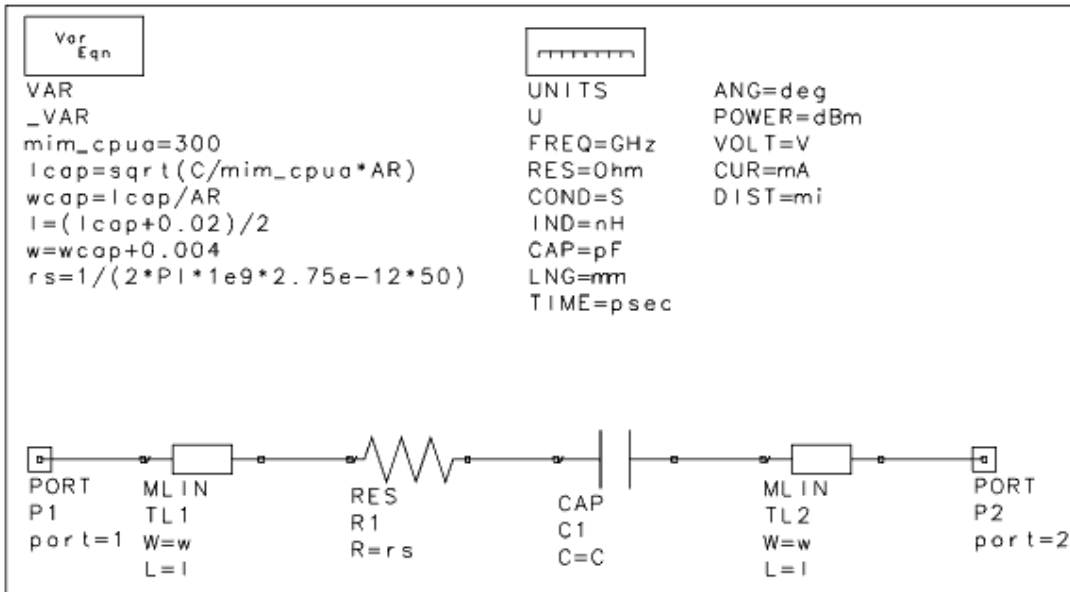 Var
Eqn
VAR
_VAR
mim_cpua=300
lcap=sqrt(C/mim_cpua*AR)
wcap=lcap/AR
l=(lcap+0.02)/2
w=wcap+0.004
rs=1/(2*PI*1e9*2.75e-12*50)
UNITS
U
FREQ=GHz
RES=Ohm
COND=S
IND=nH
CAP=pF
LNG=mm
TIME=psec
ANG=deg
POWER=dBm
VOLT=V
CUR=mA
DIST=mi
PORT
P1
port=1
MLIN
TL1
W=w
L=l
RES
R1
R=rs
CAP
C1
C=C
MLIN
TL2
W=w
L=l
PORT
P2
port=2